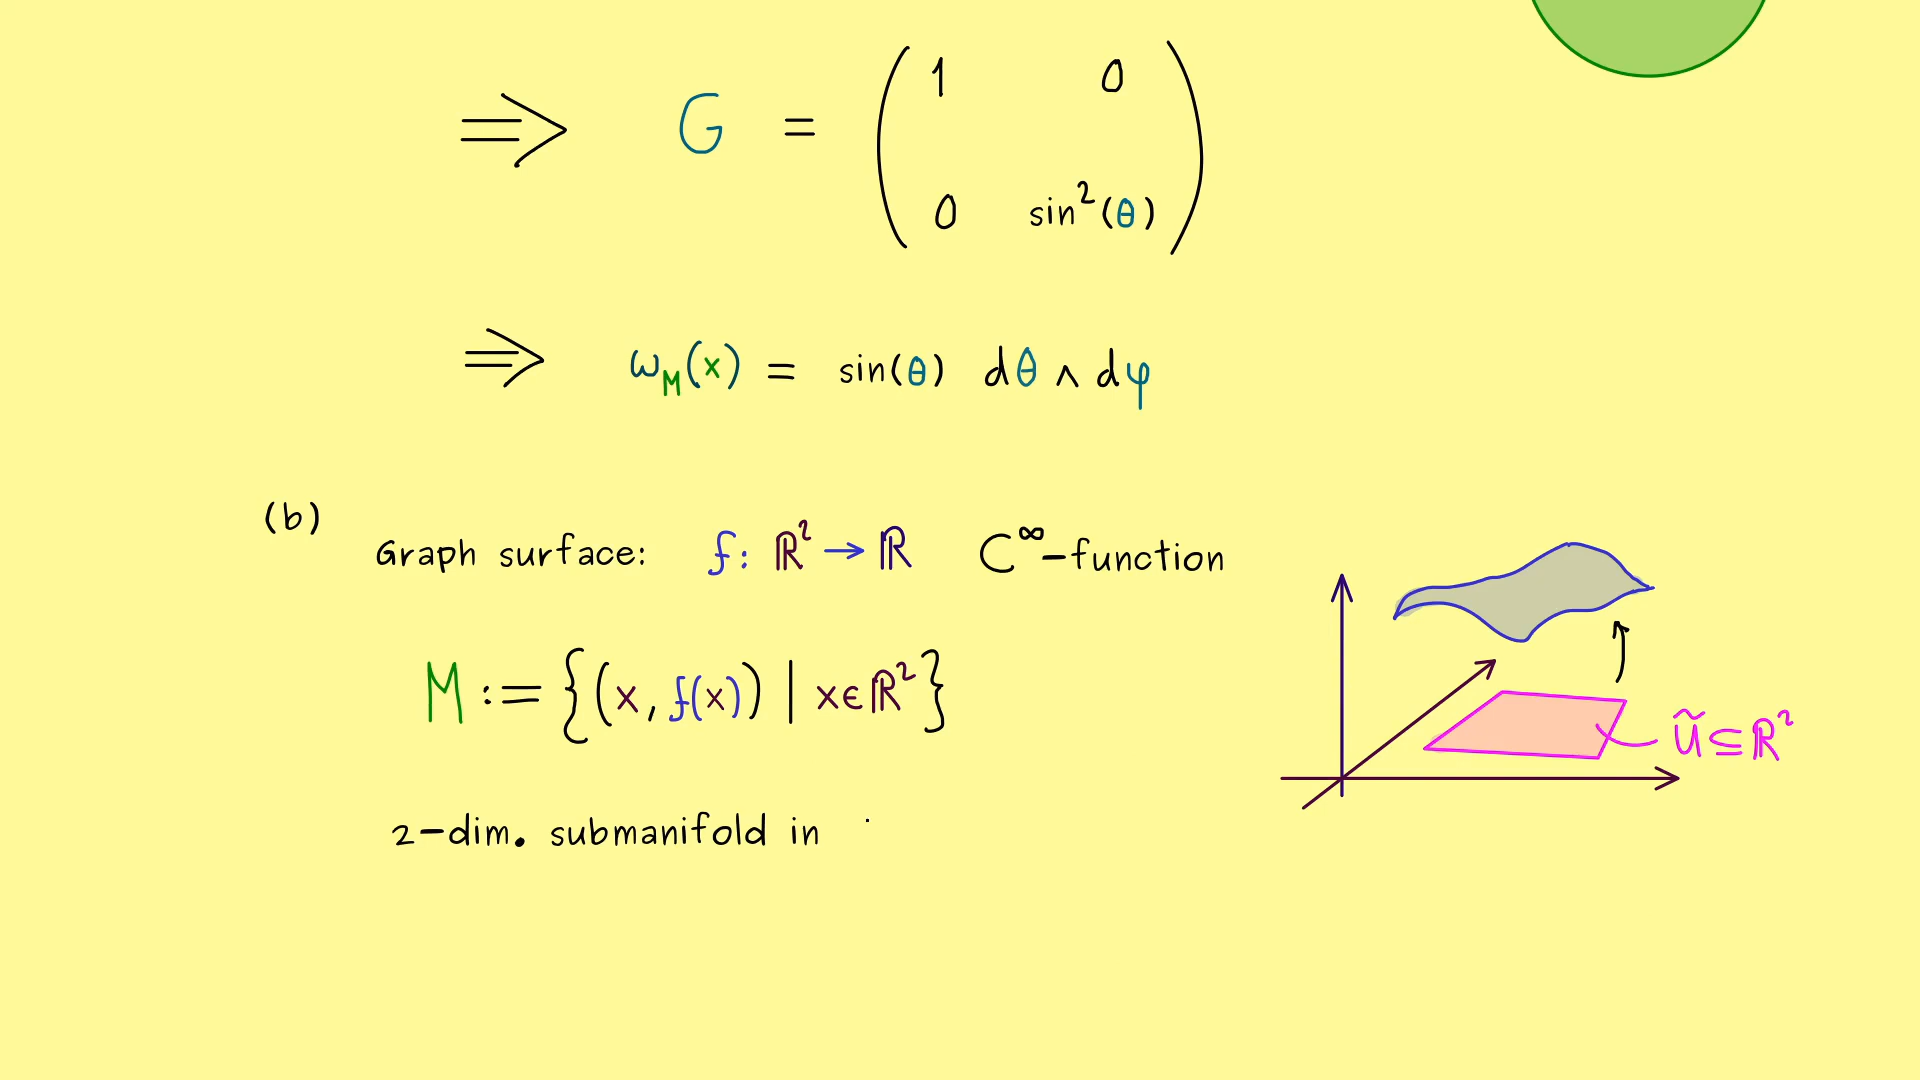 ⟹ G = ( 1 0
0 sin²(θ) )
⟹ ω_M(x) = sin(θ) dθ ∧ dφ
(b)
Graph surface: f: ℝ² → ℝ C^∞-function
M := {(x, f(x)) | x∈ℝ²}
Ũ ⊆ ℝ²
2-dim. submanifold in